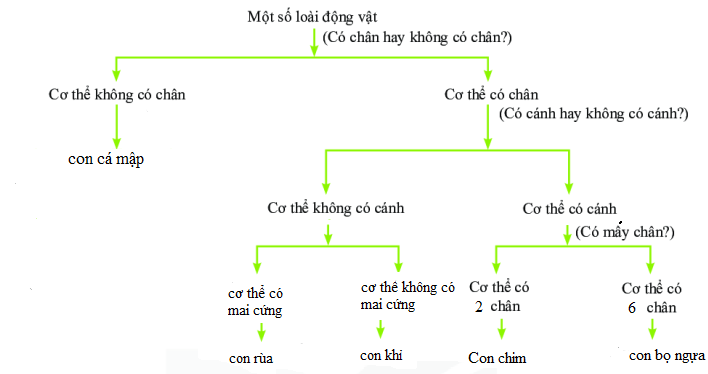 Một số loài động vật
(Có chân hay không có chân?)
Cơ thể không có chân
Cơ thể có chân
(Có cánh hay không có cánh?)
con cá mập
Cơ thể không có cánh
Cơ thể có cánh
(Có mấy chân?)
cơ thể có
mai cứng
cơ thê không có
mai cứng
Cơ thể có
2 chân
Cơ thể có
6 chân
con rùa
con khỉ
Con chim
con bọ ngựa